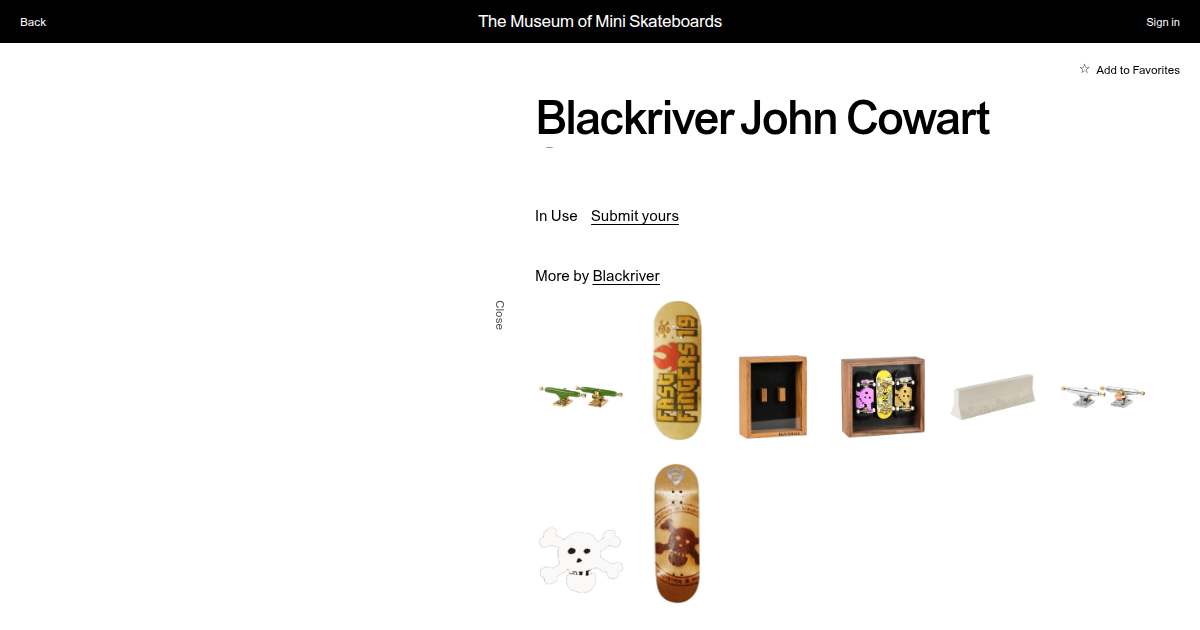 Back
The Museum of Mini Skateboards
Sign in
☆ Add to Favorites
Blackriver John Cowart
–
In Use Submit yours
More by Blackriver
Close
FAST FINGERS 19